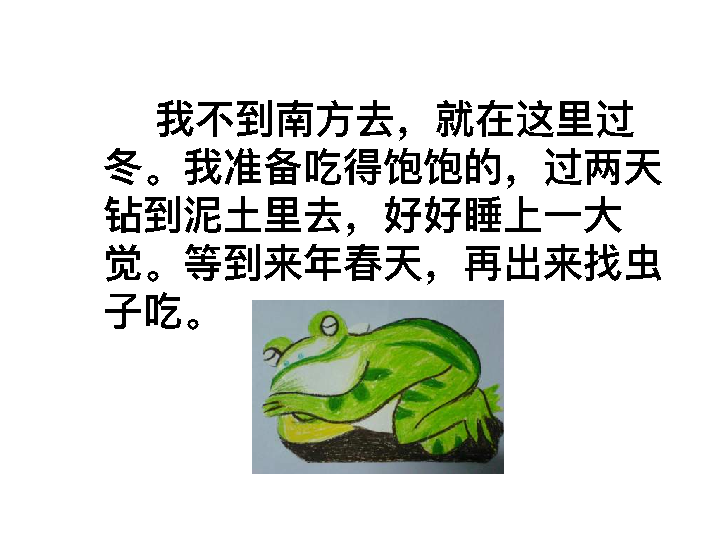 我不到南方去，就在这里过
冬。我准备吃得饱饱的，过两天
钻到泥土里去，好好睡上一大
觉。等到来年春天，再出来找虫
子吃。